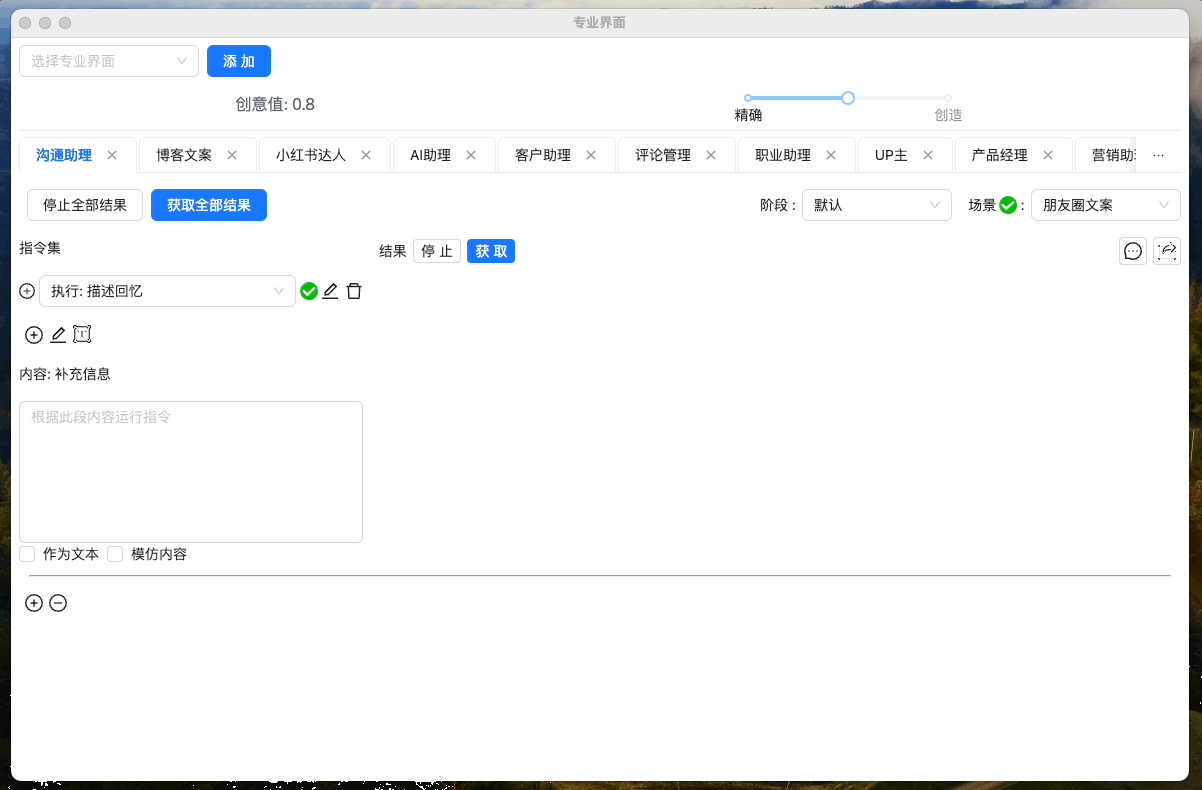 专业界面
选择专业界面 添 加
创意值: 0.8
精确 创造
沟通助理 博客文案 小红书达人 AI助理 客户助理 评论管理 职业助理 UP主 产品经理 营销助
停止全部结果 获取全部结果 阶段 : 默认 场景 : 朋友圈文案
指令集 结果 停 止 获 取
执行: 描述回忆
内容: 补充信息
根据此段内容运行指令
作为文本 模仿内容